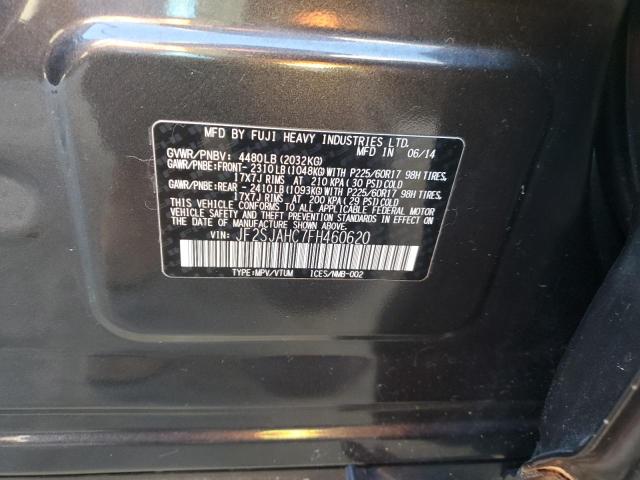 MFD BY FUJI HEAVY INDUSTRIES LTD.
MFD IN 06/14
GVWR/PNBV: 4480LB(2032KG)
GAWR/PNBE:FRONT- 2310LB(1048KG)WITH P225/60R17 98H TIRES,
17X7J RIMS AT 210 KPA(30 PSI)COLD
GAWR/PNBE:REAR - 2410LB(1093KG)WITH P225/60R17 98H TIRES,
17X7J RIMS AT 200 KPA(29 PSI)COLD
THIS VEHICLE CONFORMS TO ALL APPLICABLE FEDERAL MOTOR
VEHICLE SAFETY AND THEFT PREVENTION STANDARDS IN EFFECT
ON THE DATE OF MANUFACTURE SHOWN ABOVE.
VIN: JF2SJAHC7FH460620
TYPE:MPV/VTUM ICES/NMB-002